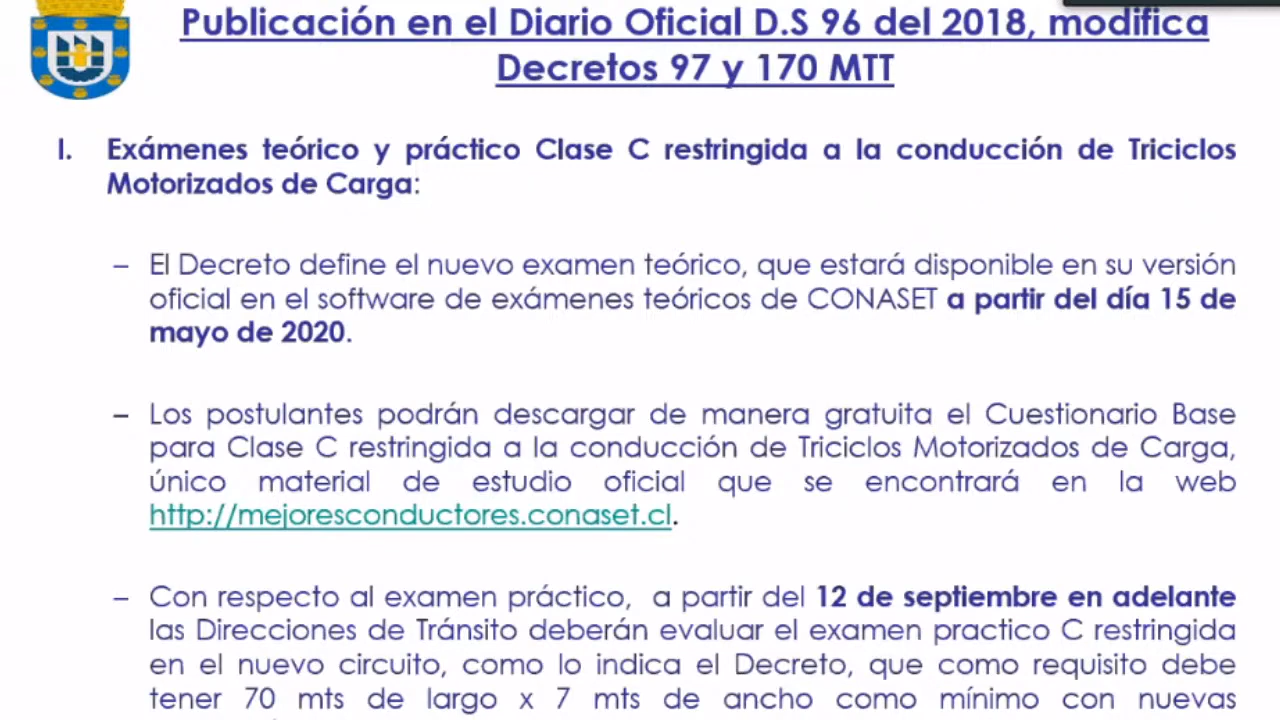 Publicación en el Diario Oficial D.S 96 del 2018, modifica
Decretos 97 y 170 MTT
I. Exámenes teórico y práctico Clase C restringida a la conducción de Triciclos
Motorizados de Carga:
– El Decreto define el nuevo examen teórico, que estará disponible en su versión
oficial en el software de exámenes teóricos de CONASET a partir del día 15 de
mayo de 2020.
– Los postulantes podrán descargar de manera gratuita el Cuestionario Base
para Clase C restringida a la conducción de Triciclos Motorizados de Carga,
único material de estudio oficial que se encontrará en la web
http://mejoresconductores.conaset.cl.
– Con respecto al examen práctico, a partir del 12 de septiembre en adelante
las Direcciones de Tránsito deberán evaluar el examen practico C restringida
en el nuevo circuito, como lo indica el Decreto, que como requisito debe
tener 70 mts de largo x 7 mts de ancho como mínimo con nuevas